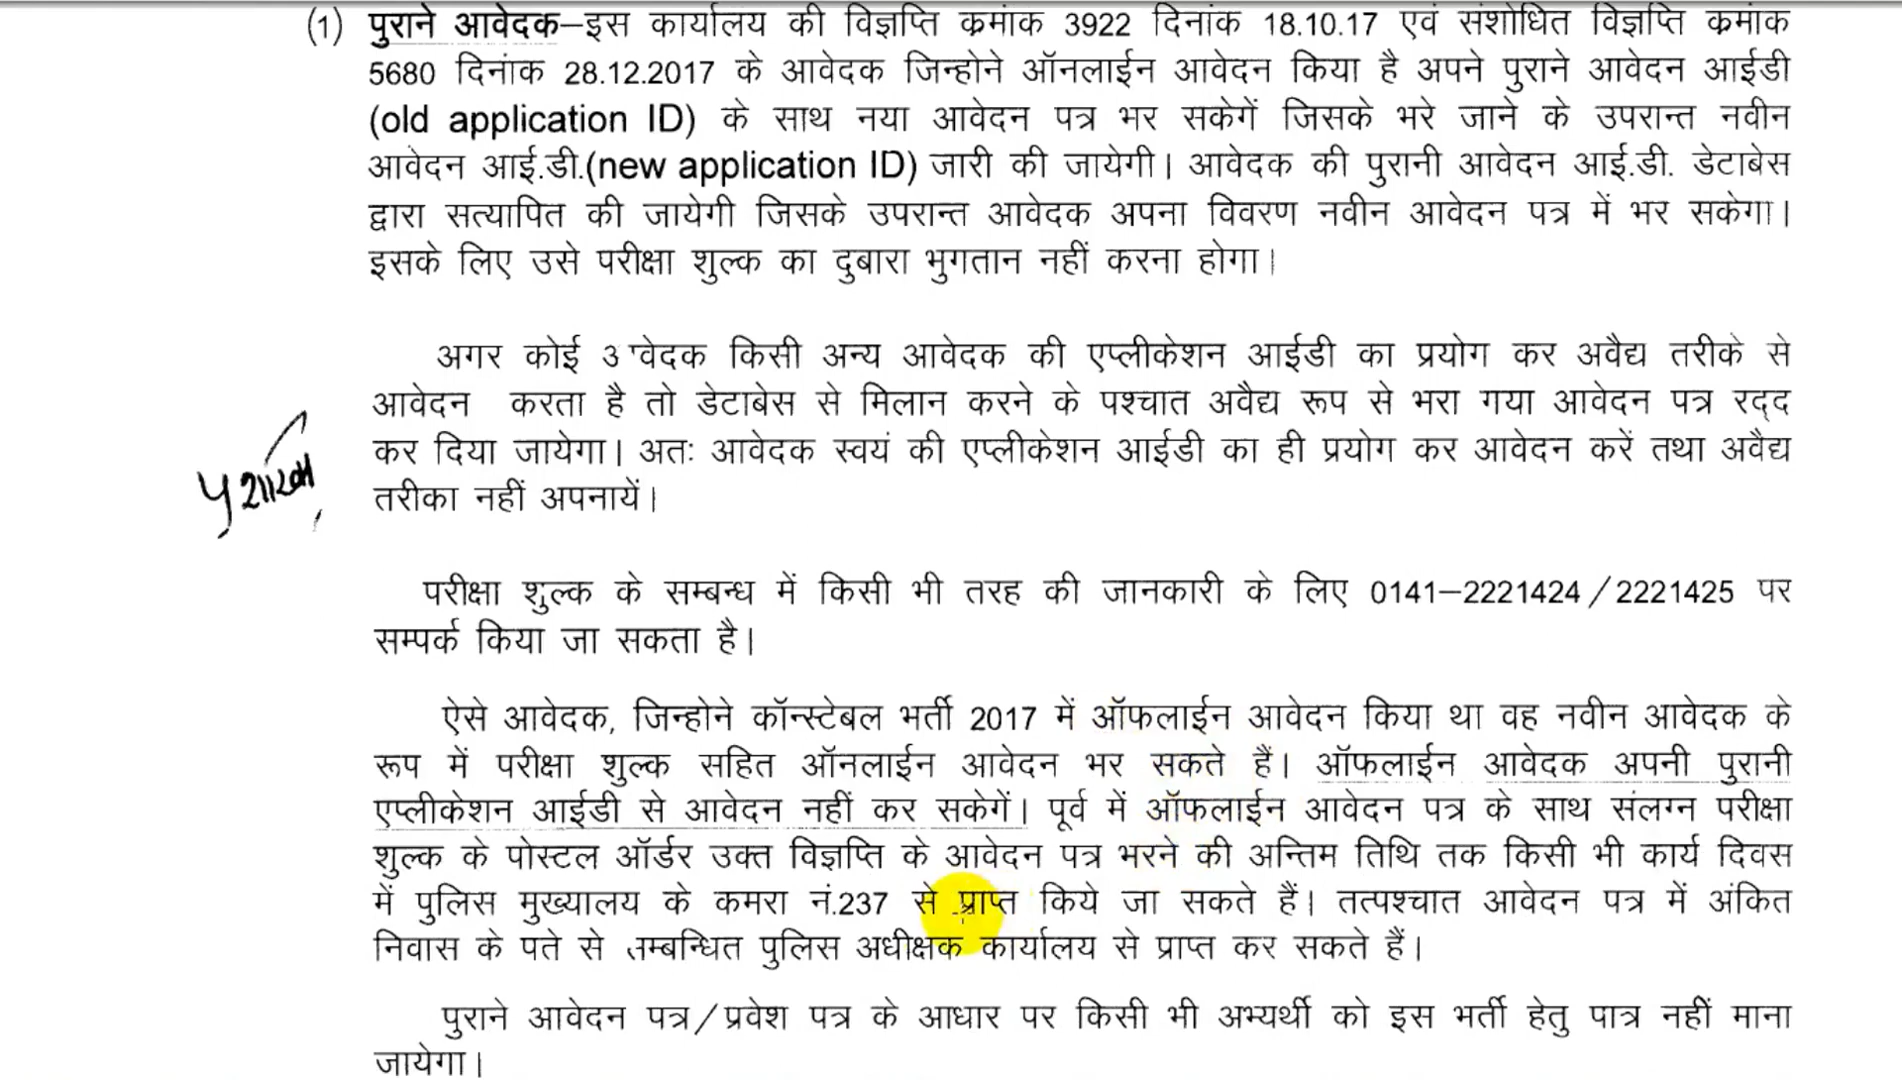 (1) पुराने आवेदक–इस कार्यालय की विज्ञप्ति क्रमांक 3922 दिनांक 18.10.17 एवं संशोधित विज्ञप्ति क्रमांक
5680 दिनांक 28.12.2017 के आवेदक जिन्होने ऑनलाईन आवेदन किया है अपने पुराने आवेदन आईडी
(old application ID) के साथ नया आवेदन पत्र भर सकेगें जिसके भरे जाने के उपरान्त नवीन
आवेदन आई.डी.(new application ID) जारी की जायेगी। आवेदक की पुरानी आवेदन आई.डी. डेटाबेस
द्वारा सत्यापित की जायेगी जिसके उपरान्त आवेदक अपना विवरण नवीन आवेदन पत्र में भर सकेगा।
इसके लिए उसे परीक्षा शुल्क का दुबारा भुगतान नहीं करना होगा।
अगर कोई आवेदक किसी अन्य आवेदक की एप्लीकेशन आईडी का प्रयोग कर अवैद्य तरीके से
आवेदन करता है तो डेटाबेस से मिलान करने के पश्चात अवैद्य रूप से भरा गया आवेदन पत्र रद्द
कर दिया जायेगा। अतः आवेदक स्वयं की एप्लीकेशन आईडी का ही प्रयोग कर आवेदन करें तथा अवैद्य
तरीका नहीं अपनायें।
परीक्षा शुल्क के सम्बन्ध में किसी भी तरह की जानकारी के लिए 0141–2221424/2221425 पर
सम्पर्क किया जा सकता है।
ऐसे आवेदक, जिन्होने कॉन्स्टेबल भर्ती 2017 में ऑफलाईन आवेदन किया था वह नवीन आवेदक के
रूप में परीक्षा शुल्क सहित ऑनलाईन आवेदन भर सकते हैं। ऑफलाईन आवेदक अपनी पुरानी
एप्लीकेशन आईडी से आवेदन नहीं कर सकेगें। पूर्व में ऑफलाईन आवेदन पत्र के साथ संलग्न परीक्षा
शुल्क के पोस्टल ऑर्डर उक्त विज्ञप्ति के आवेदन पत्र भरने की अन्तिम तिथि तक किसी भी कार्य दिवस
में पुलिस मुख्यालय के कमरा नं.237 से प्राप्त किये जा सकते हैं। तत्पश्चात आवेदन पत्र में अंकित
निवास के पते से सम्बन्धित पुलिस अधीक्षक कार्यालय से प्राप्त कर सकते हैं।
पुराने आवेदन पत्र/प्रवेश पत्र के आधार पर किसी भी अभ्यर्थी को इस भर्ती हेतु पात्र नहीं माना
जायेगा।